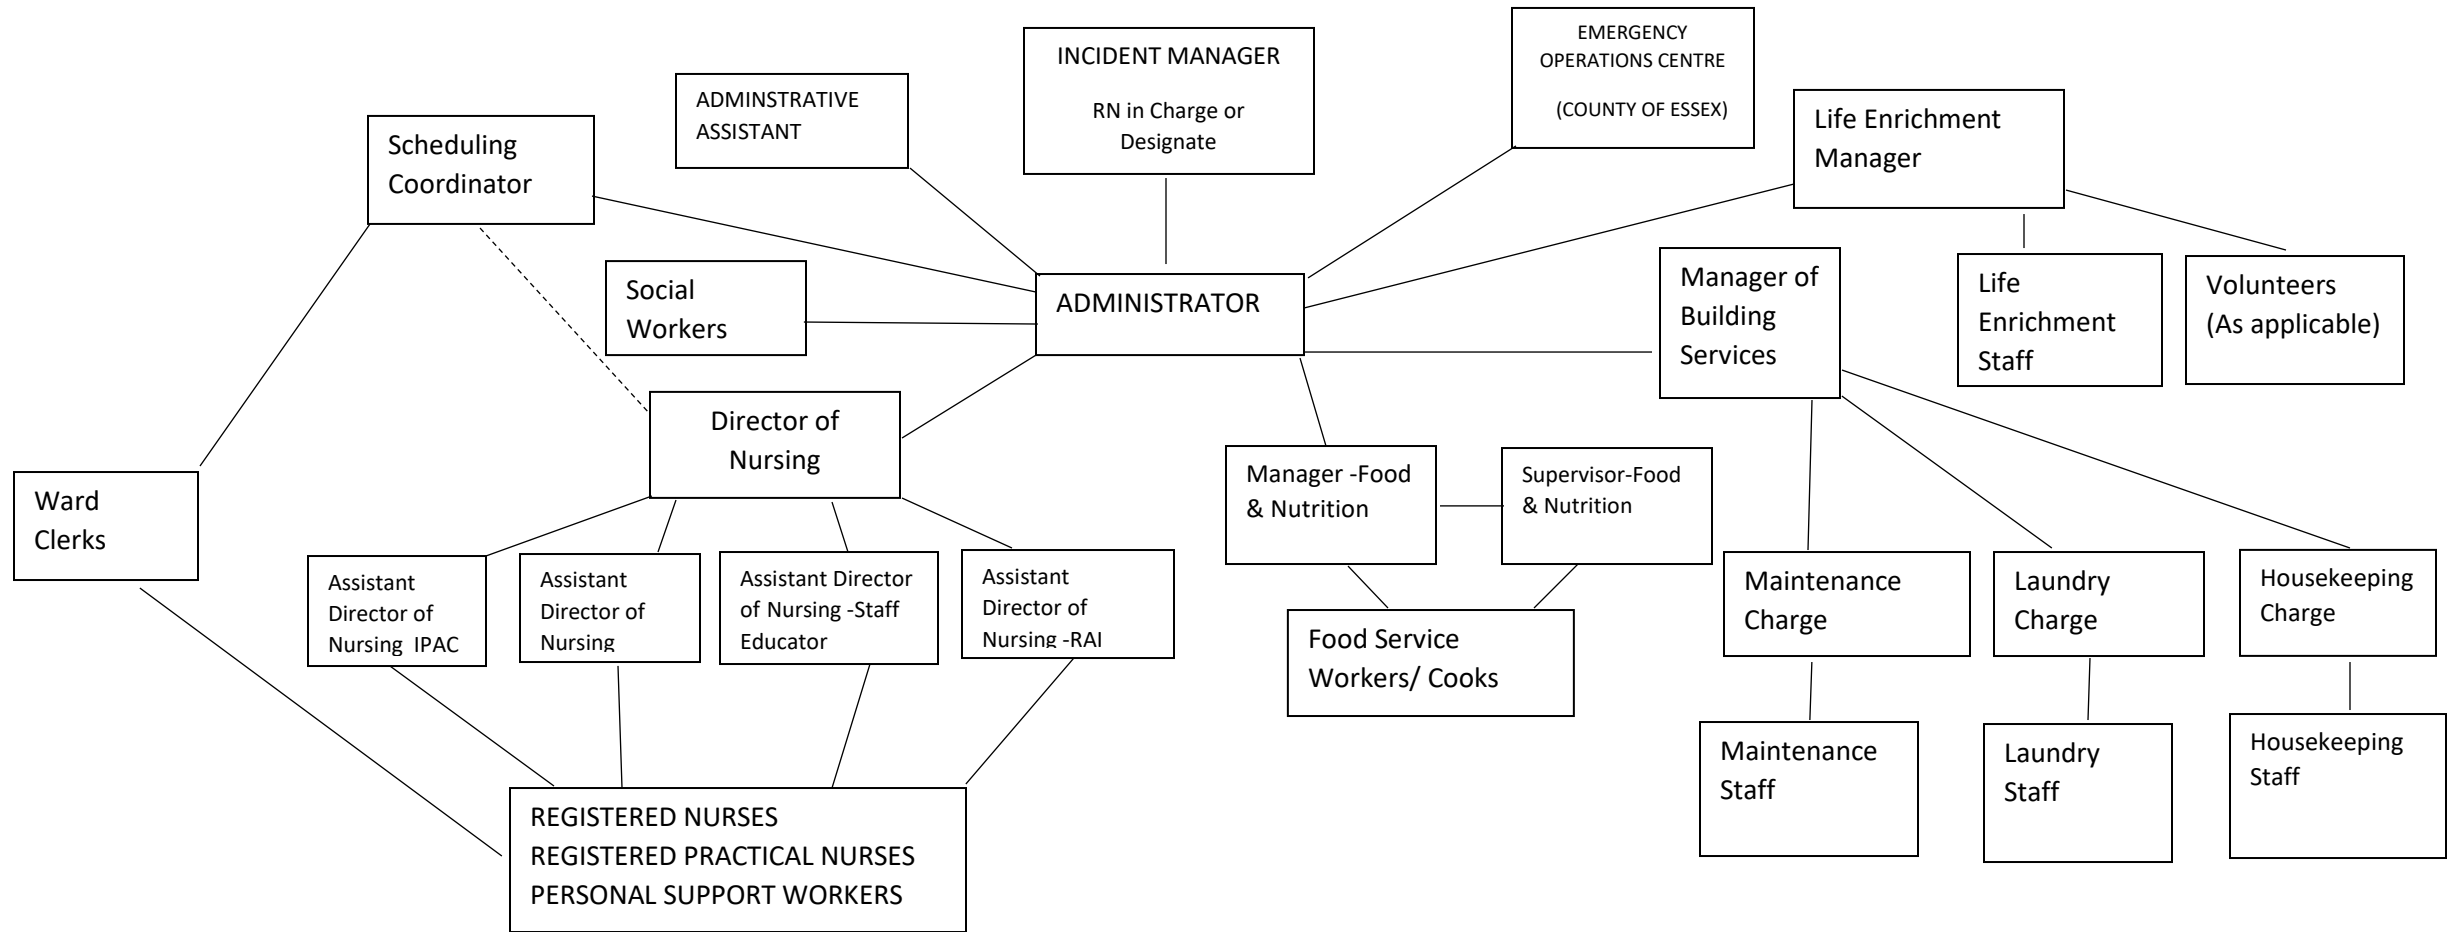 EMERGENCY
OPERATIONS CENTRE
(COUNTY OF ESSEX)
INCIDENT MANAGER
RN in Charge or
Designate
ADMINSTRATIVE
ASSISTANT
Life Enrichment
Manager
Scheduling
Coordinator
Social
Workers
ADMINISTRATOR
Manager of
Building
Services
Life
Enrichment
Staff
Volunteers
(As applicable)
Director of
Nursing
Ward
Clerks
Manager -Food
& Nutrition
Supervisor-Food
& Nutrition
Assistant
Director of
Nursing IPAC
Assistant
Director of
Nursing
Assistant Director
of Nursing -Staff
Educator
Assistant
Director of
Nursing -RAI
Food Service
Workers/ Cooks
Maintenance
Charge
Laundry
Charge
Housekeeping
Charge
Maintenance
Staff
Laundry
Staff
Housekeeping
Staff
REGISTERED NURSES
REGISTERED PRACTICAL NURSES
PERSONAL SUPPORT WORKERS